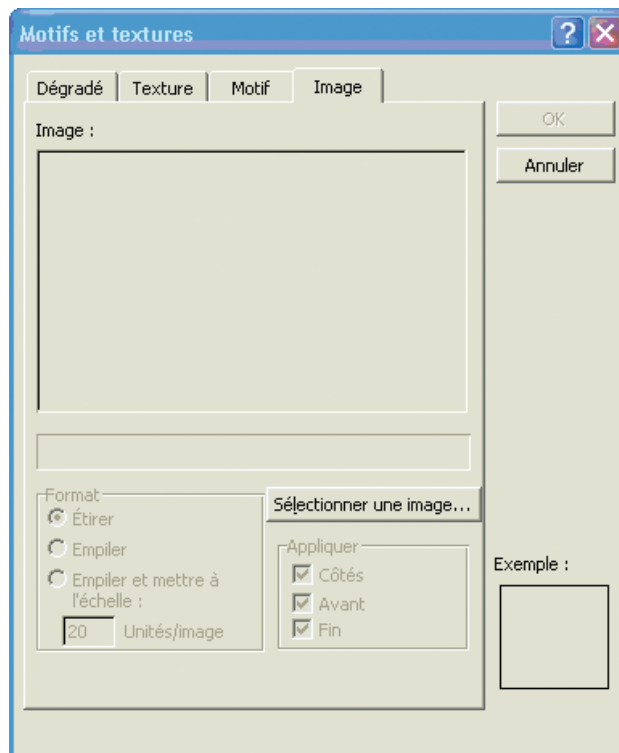 Motifs et textures
Dégradé Texture Motif Image
OK
Image :
Annuler
Format
Étirer
Empiler
Empiler et mettre à
l'échelle :
20 Unités/image
Sélectionner une image...
Appliquer
Côtés
Avant
Fin
Exemple :